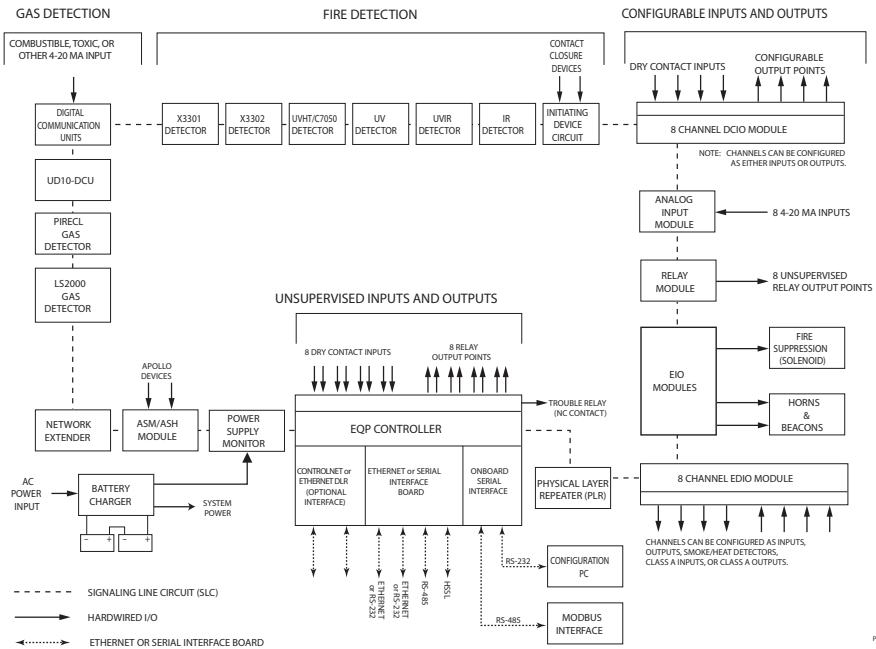 GAS DETECTION
FIRE DETECTION
CONFIGURABLE INPUTS AND OUTPUTS
COMBUSTIBLE, TOXIC, OR
OTHER 4-20 MA INPUT
CONTACT
CLOSURE
DEVICES
DRY CONTACT INPUTS
CONFIGURABLE
OUTPUT POINTS
DIGITAL
COMMUNICATION
UNITS
X3301
DETECTOR
X3302
DETECTOR
UVHT/C7050
DETECTOR
UV
DETECTOR
UVIR
DETECTOR
IR
DETECTOR
INITIATING
DEVICE
CIRCUIT
8 CHANNEL DCIO MODULE
NOTE: CHANNELS CAN BE CONFIGURED
AS EITHER INPUTS OR OUTPUTS.
UD10-DCU
PIRECL
GAS
DETECTOR
LS2000
GAS
DETECTOR
ANALOG
INPUT
MODULE
8 4-20 MA INPUTS
RELAY
MODULE
8 UNSUPERVISED
RELAY OUTPUT POINTS
UNSUPERVISED INPUTS AND OUTPUTS
8 DRY CONTACT INPUTS
8 RELAY
OUTPUT POINTS
EIO
MODULES
FIRE
SUPPRESSION
(SOLENOID)
HORNS
&
BEACONS
APOLLO
DEVICES
TROUBLE RELAY
(NC CONTACT)
NETWORK
EXTENDER
ASM/ASH
MODULE
POWER
SUPPLY
MONITOR
EQP CONTROLLER
CONTROLNET or
ETHERNET DLR
(OPTIONAL
INTERFACE)
ETHERNET or SERIAL
INTERFACE
BOARD
ONBOARD
SERIAL
INTERFACE
PHYSICAL LAYER
REPEATER (PLR)
8 CHANNEL EDIO MODULE
AC
POWER
INPUT
BATTERY
CHARGER
SYSTEM
POWER
– + – +
CHANNELS CAN BE CONFIGURED AS INPUTS,
OUTPUTS, SMOKE/HEAT DETECTORS,
CLASS A INPUTS, OR CLASS A OUTPUTS.
RS-232
CONFIGURATION
PC
ETHERNET
or RS-232
ETHERNET
or RS-232
RS-485
HSSL
RS-485
MODBUS
INTERFACE
SIGNALING LINE CIRCUIT (SLC)
HARDWIRED I/O
ETHERNET OR SERIAL INTERFACE BOARD
P